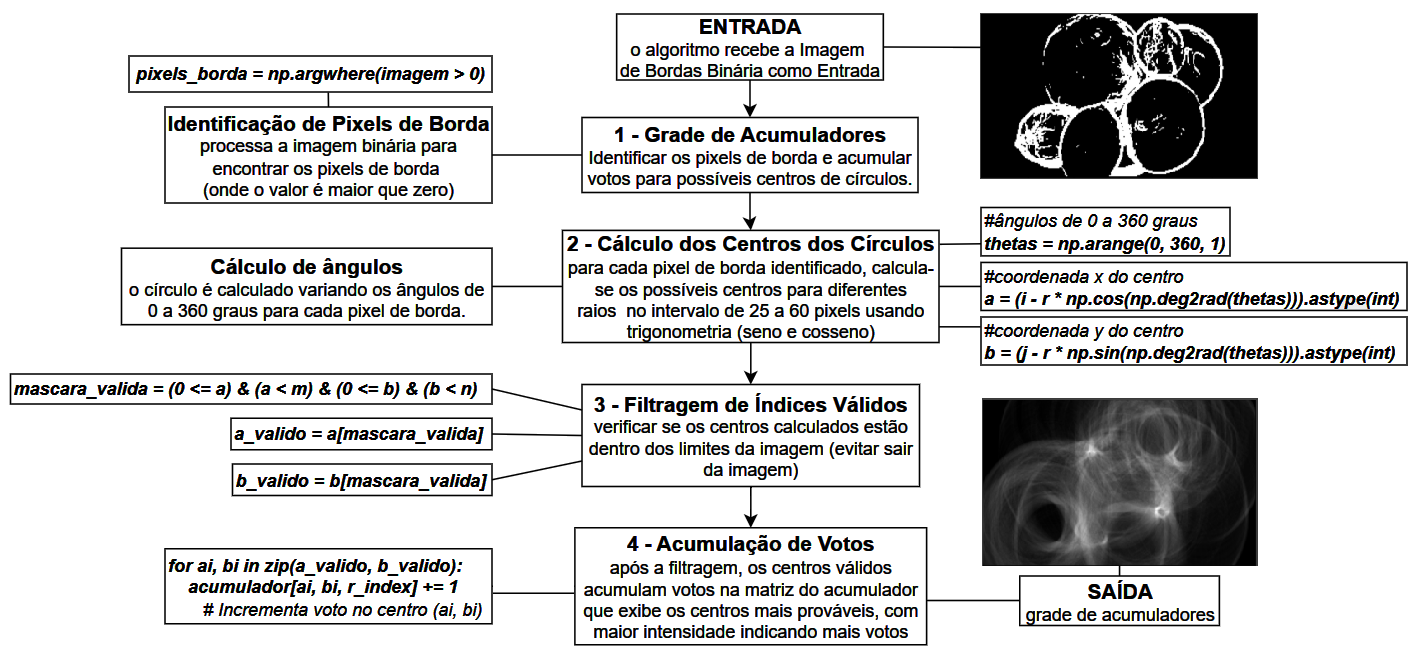 ENTRADA
o algoritmo recebe a Imagem
de Bordas Binária como Entrada
pixels_borda = np.argwhere(imagem > 0)
Identificação de Pixels de Borda
processa a imagem binária para
encontrar os pixels de borda
(onde o valor é maior que zero)
1 - Grade de Acumuladores
Identificar os pixels de borda e acumular
votos para possíveis centros de círculos.
2 - Cálculo dos Centros dos Círculos
para cada pixel de borda identificado, calcula-
se os possíveis centros para diferentes
raios no intervalo de 25 a 60 pixels usando
trigonometria (seno e cosseno)
Cálculo de ângulos
o círculo é calculado variando os ângulos de
0 a 360 graus para cada pixel de borda.
#ângulos de 0 a 360 graus
thetas = np.arange(0, 360, 1)
#coordenada x do centro
a = (i - r * np.cos(np.deg2rad(thetas))).astype(int)
#coordenada y do centro
b = (j - r * np.sin(np.deg2rad(thetas))).astype(int)
mascara_valida = (0 <= a) & (a < m) & (0 <= b) & (b < n)
a_valido = a[mascara_valida]
b_valido = b[mascara_valida]
3 - Filtragem de Índices Válidos
verificar se os centros calculados estão
dentro dos limites da imagem (evitar sair
da imagem)
4 - Acumulação de Votos
após a filtragem, os centros válidos
acumulam votos na matriz do acumulador
que exibe os centros mais prováveis, com
maior intensidade indicando mais votos
for ai, bi in zip(a_valido, b_valido):
acumulador[ai, bi, r_index] += 1
# Incrementa voto no centro (ai, bi)
SAÍDA
grade de acumuladores